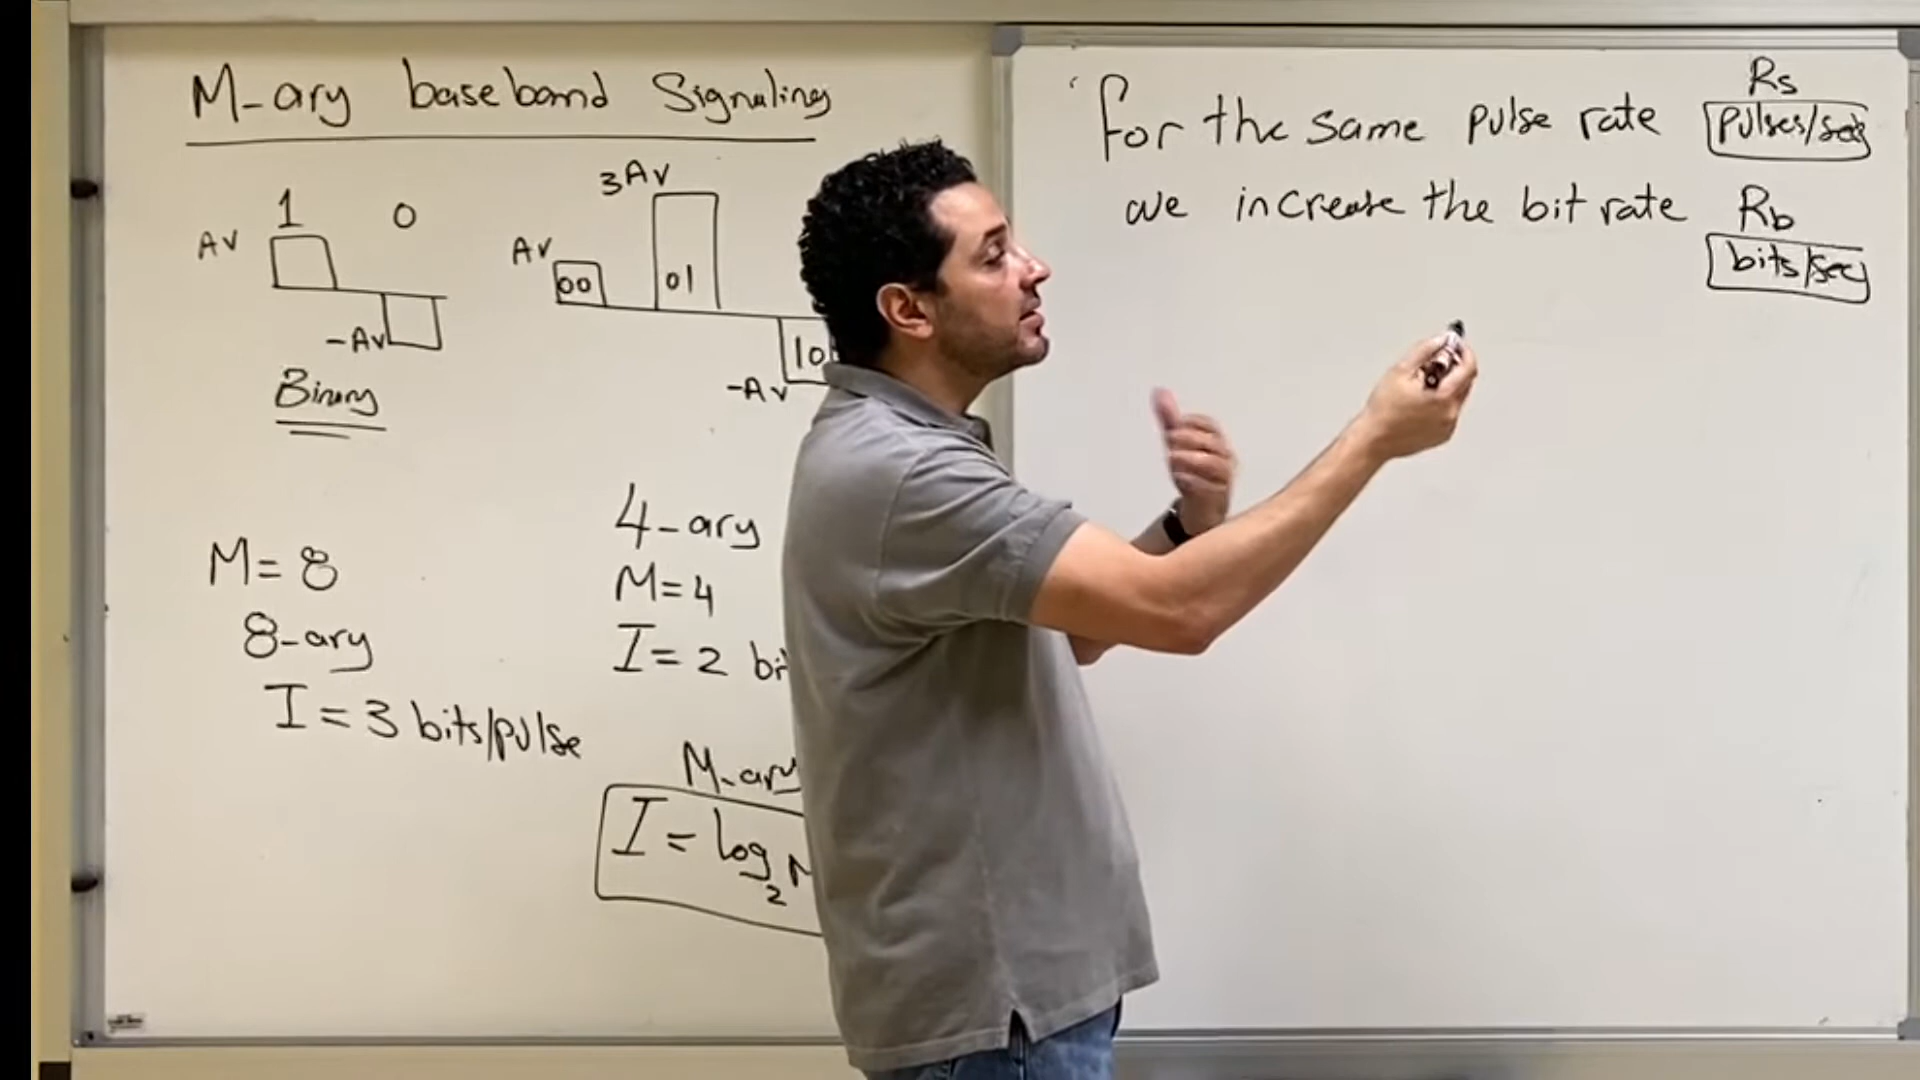 M-ary baseband Signaling
1 0
AV
-AV
Binary
3AV
AV
00 01
10
-AV
M=8
8-ary
I = 3 bits/pulse
4-ary
M=4
I = 2
M-ary
I = log2
for the same pulse rate Rs
pulses/sec
we increase the bit rate Rb
bits/sec